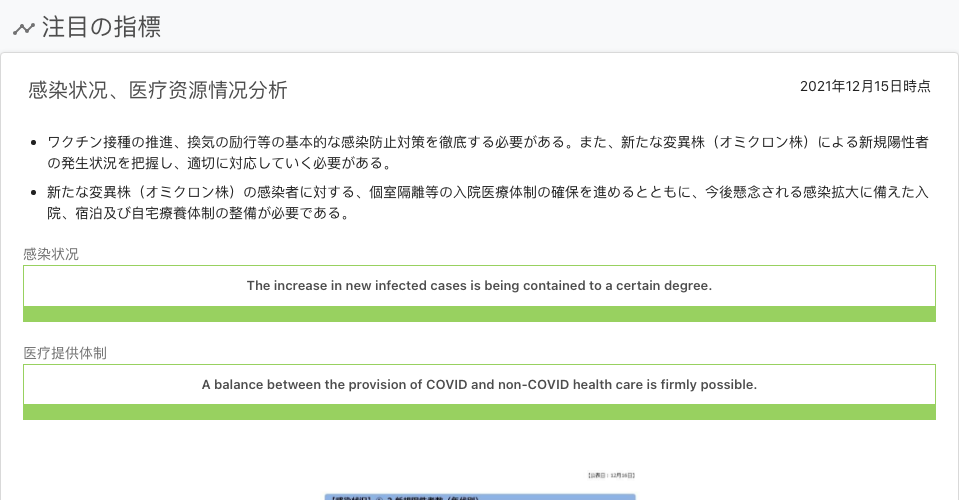 注目の指標
感染状况、医疗资源情况分析
2021年12月15日時点
ワクチン接種の推進、換気の励行等の基本的な感染防止対策を徹底する必要がある。また、新たな変異株（オミクロン株）による新規陽性者
の発生状況を把握し、適切に対応していく必要がある。
新たな変異株（オミクロン株）の感染者に対する、個室隔離等の入院医療体制の確保を進めるとともに、今後懸念される感染拡大に備えた入
院、宿泊及び自宅療養体制の整備が必要である。
感染状况
The increase in new infected cases is being contained to a certain degree.
医疗提供体制
A balance between the provision of COVID and non-COVID health care is firmly possible.